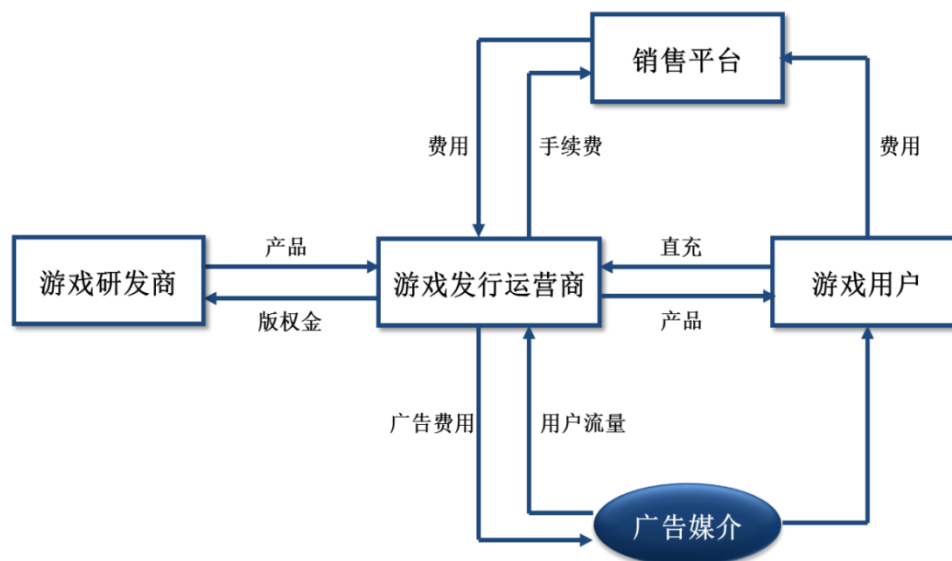 销售平台
费用
手续费
费用
产品
直充
游戏研发商
游戏发行运营商
游戏用户
版权金
产品
广告费用
用户流量
广告媒介